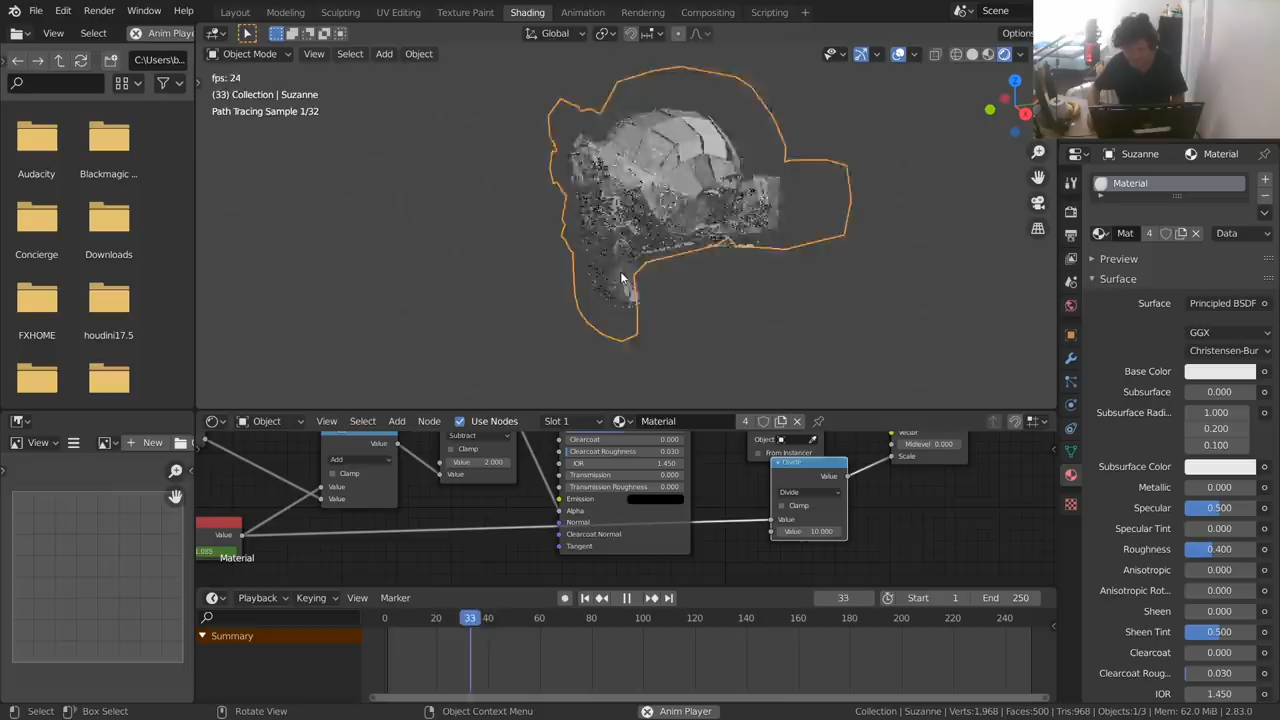 File Edit Render Window Help Layout Modeling Sculpting UV Editing Texture Paint Shading Animation Rendering Compositing Scripting Scene
View Select Anim Playe Global Options
C:\Users\b... Object Mode View Select Add Object
fps: 24
(33) Collection | Suzanne
Path Tracing Sample 1/32
Audacity Blackmagic ...
Concierge Downloads
FXHOME houdini17.5
Suzanne Material
Material
Mat 4 Data
Preview
Surface
Surface Principled BSDF
GGX
Christensen-Bur
Base Color
Subsurface 0.000
Subsurface Radi... 1.000
0.200
0.100
Subsurface Color
Metallic 0.000
Specular 0.500
Specular Tint 0.000
Roughness 0.400
Anisotropic 0.000
Anisotropic Rot... 0.000
Sheen 0.000
Sheen Tint 0.500
Clearcoat 0.000
Clearcoat Roug... 0.030
IOR 1.450
View New
Object View Select Add Node Use Nodes Slot 1 Material 4
Value
Add
Clamp
Value
Value
Subtract
Clamp
Value 2.000
Value
Clearcoat 0.000
Clearcoat Roughness 0.030
IOR 1.450
Transmission 0.000
Transmission Roughness 0.000
Emission
Alpha
Normal
Clearcoat Normal
Tangent
Object
From Instancer
Divide
Value
Divide
Clamp
Value
Value 10.000
Vector
Midlevel 0.000
Scale
Value
1.085
Material
Playback Keying View Marker 33 Start 1 End 250
0 20 33 40 60 80 100 120 140 160 180 200 220 240
Summary
Select Box Select Rotate View Object Context Menu Anim Player Collection | Suzanne | Verts:1,968 | Faces:500 | Tris:968 | Objects:1/3 | Mem: 62.0 MiB | 2.83.0